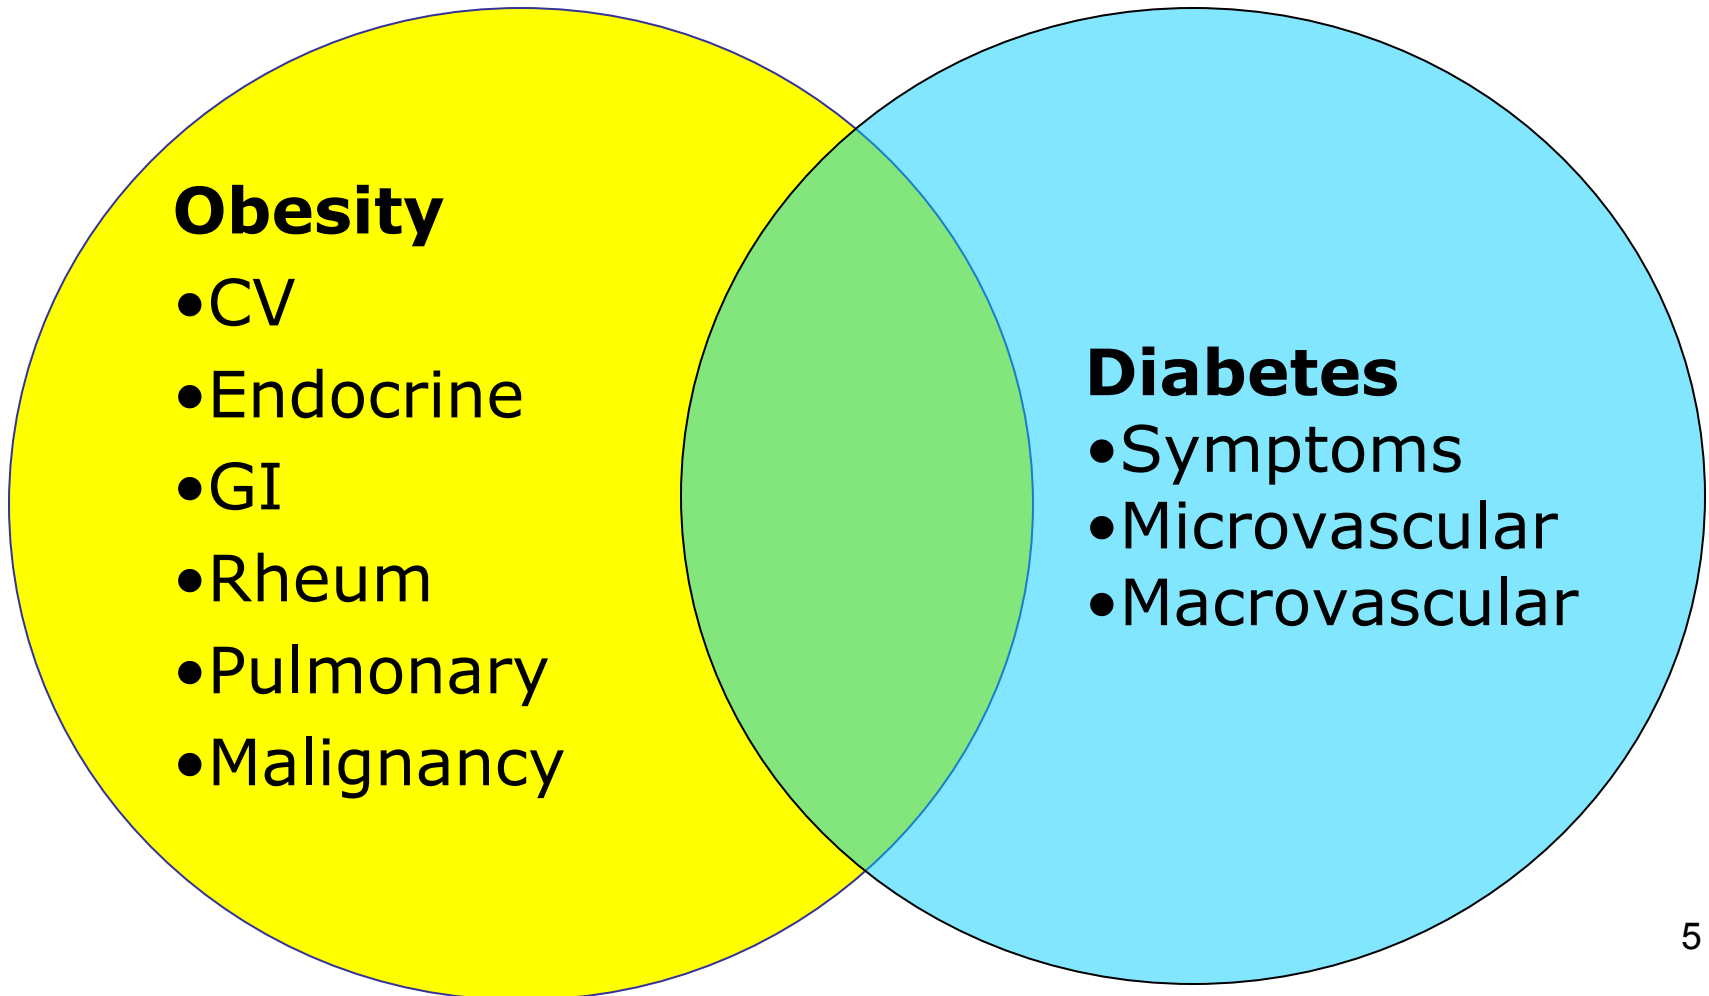 Obesity
•CV
•Endocrine
•GI
•Rheum
•Pulmonary
•Malignancy
Diabetes
•Symptoms
•Microvascular
•Macrovascular
5